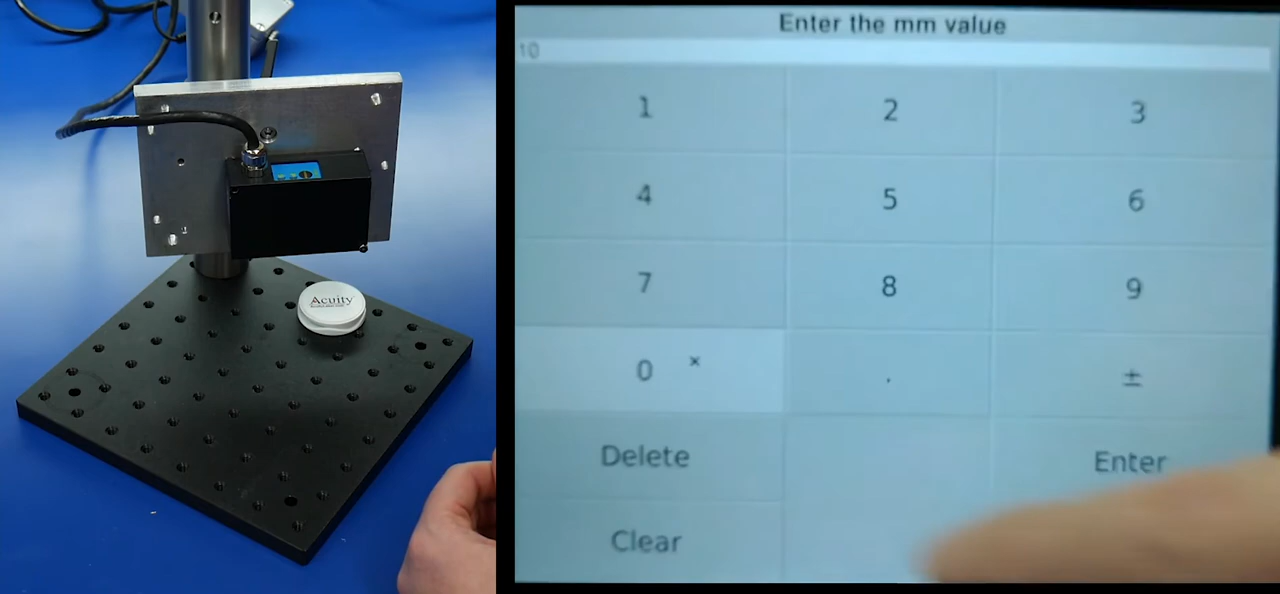 Acuity
Enter the mm value
10
1 2 3
4 5 6
7 8 9
0 . ±
Delete Enter
Clear